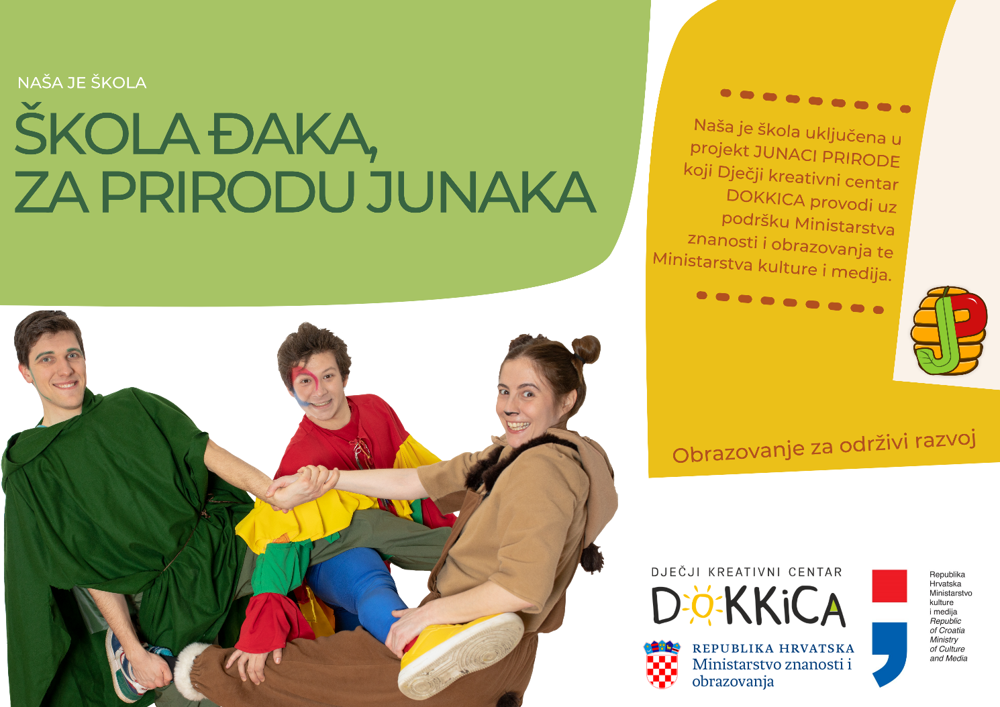 NAŠA JE ŠKOLA
ŠKOLA ĐAKA,
ZA PRIRODU JUNAKA
Naša je škola uključena u
projekt JUNACI PRIRODE
koji Dječji kreativni centar
DOKKICA provodi uz
podršku Ministarstva
znanosti i obrazovanja te
Ministarstva kulture i medija.
JP
Obrazovanje za održivi razvoj
DJEČJI KREATIVNI CENTAR
DOKKiCA
REPUBLIKA HRVATSKA
Ministarstvo znanosti i
obrazovanja
Republika
Hrvatska
Ministarstvo
kulture
i medija
Republic
of Croatia
Ministry
of Culture
and Media